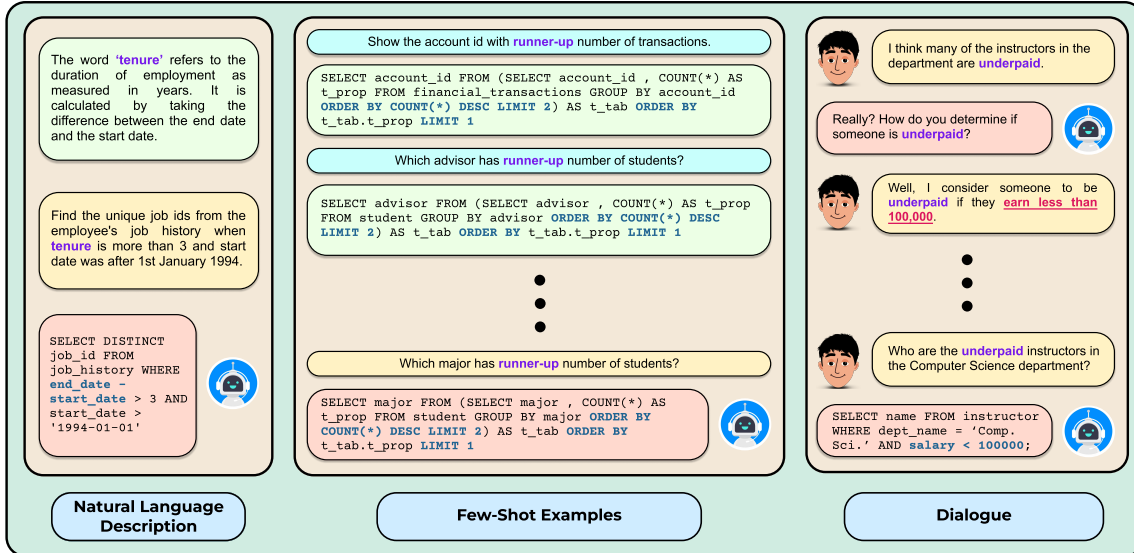 The word ‘tenure’ refers to the
duration of employment as
measured in years. It is
calculated by taking the
difference between the end date
and the start date.
Find the unique job ids from the
employee's job history when
tenure is more than 3 and start
date was after 1st January 1994.
SELECT DISTINCT
job_id FROM
job_history WHERE
end_date -
start_date > 3 AND
start_date >
'1994-01-01'
Natural Language
Description
Show the account id with runner-up number of transactions.
SELECT account_id FROM (SELECT account_id , COUNT(*) AS
t_prop FROM financial_transactions GROUP BY account_id
ORDER BY COUNT(*) DESC LIMIT 2) AS t_tab ORDER BY
t_tab.t_prop LIMIT 1
Which advisor has runner-up number of students?
SELECT advisor FROM (SELECT advisor , COUNT(*) AS t_prop
FROM student GROUP BY advisor ORDER BY COUNT(*) DESC
LIMIT 2) AS t_tab ORDER BY t_tab.t_prop LIMIT 1
Which major has runner-up number of students?
SELECT major FROM (SELECT major , COUNT(*) AS
t_prop FROM student GROUP BY major ORDER BY
COUNT(*) DESC LIMIT 2) AS t_tab ORDER BY
t_tab.t_prop LIMIT 1
Few-Shot Examples
I think many of the instructors in the
department are underpaid.
Really? How do you determine if
someone is underpaid?
Well, I consider someone to be
underpaid if they earn less than
100,000.
Who are the underpaid instructors in
the Computer Science department?
SELECT name FROM instructor
WHERE dept_name = ‘Comp.
Sci.’ AND salary < 100000;
Dialogue